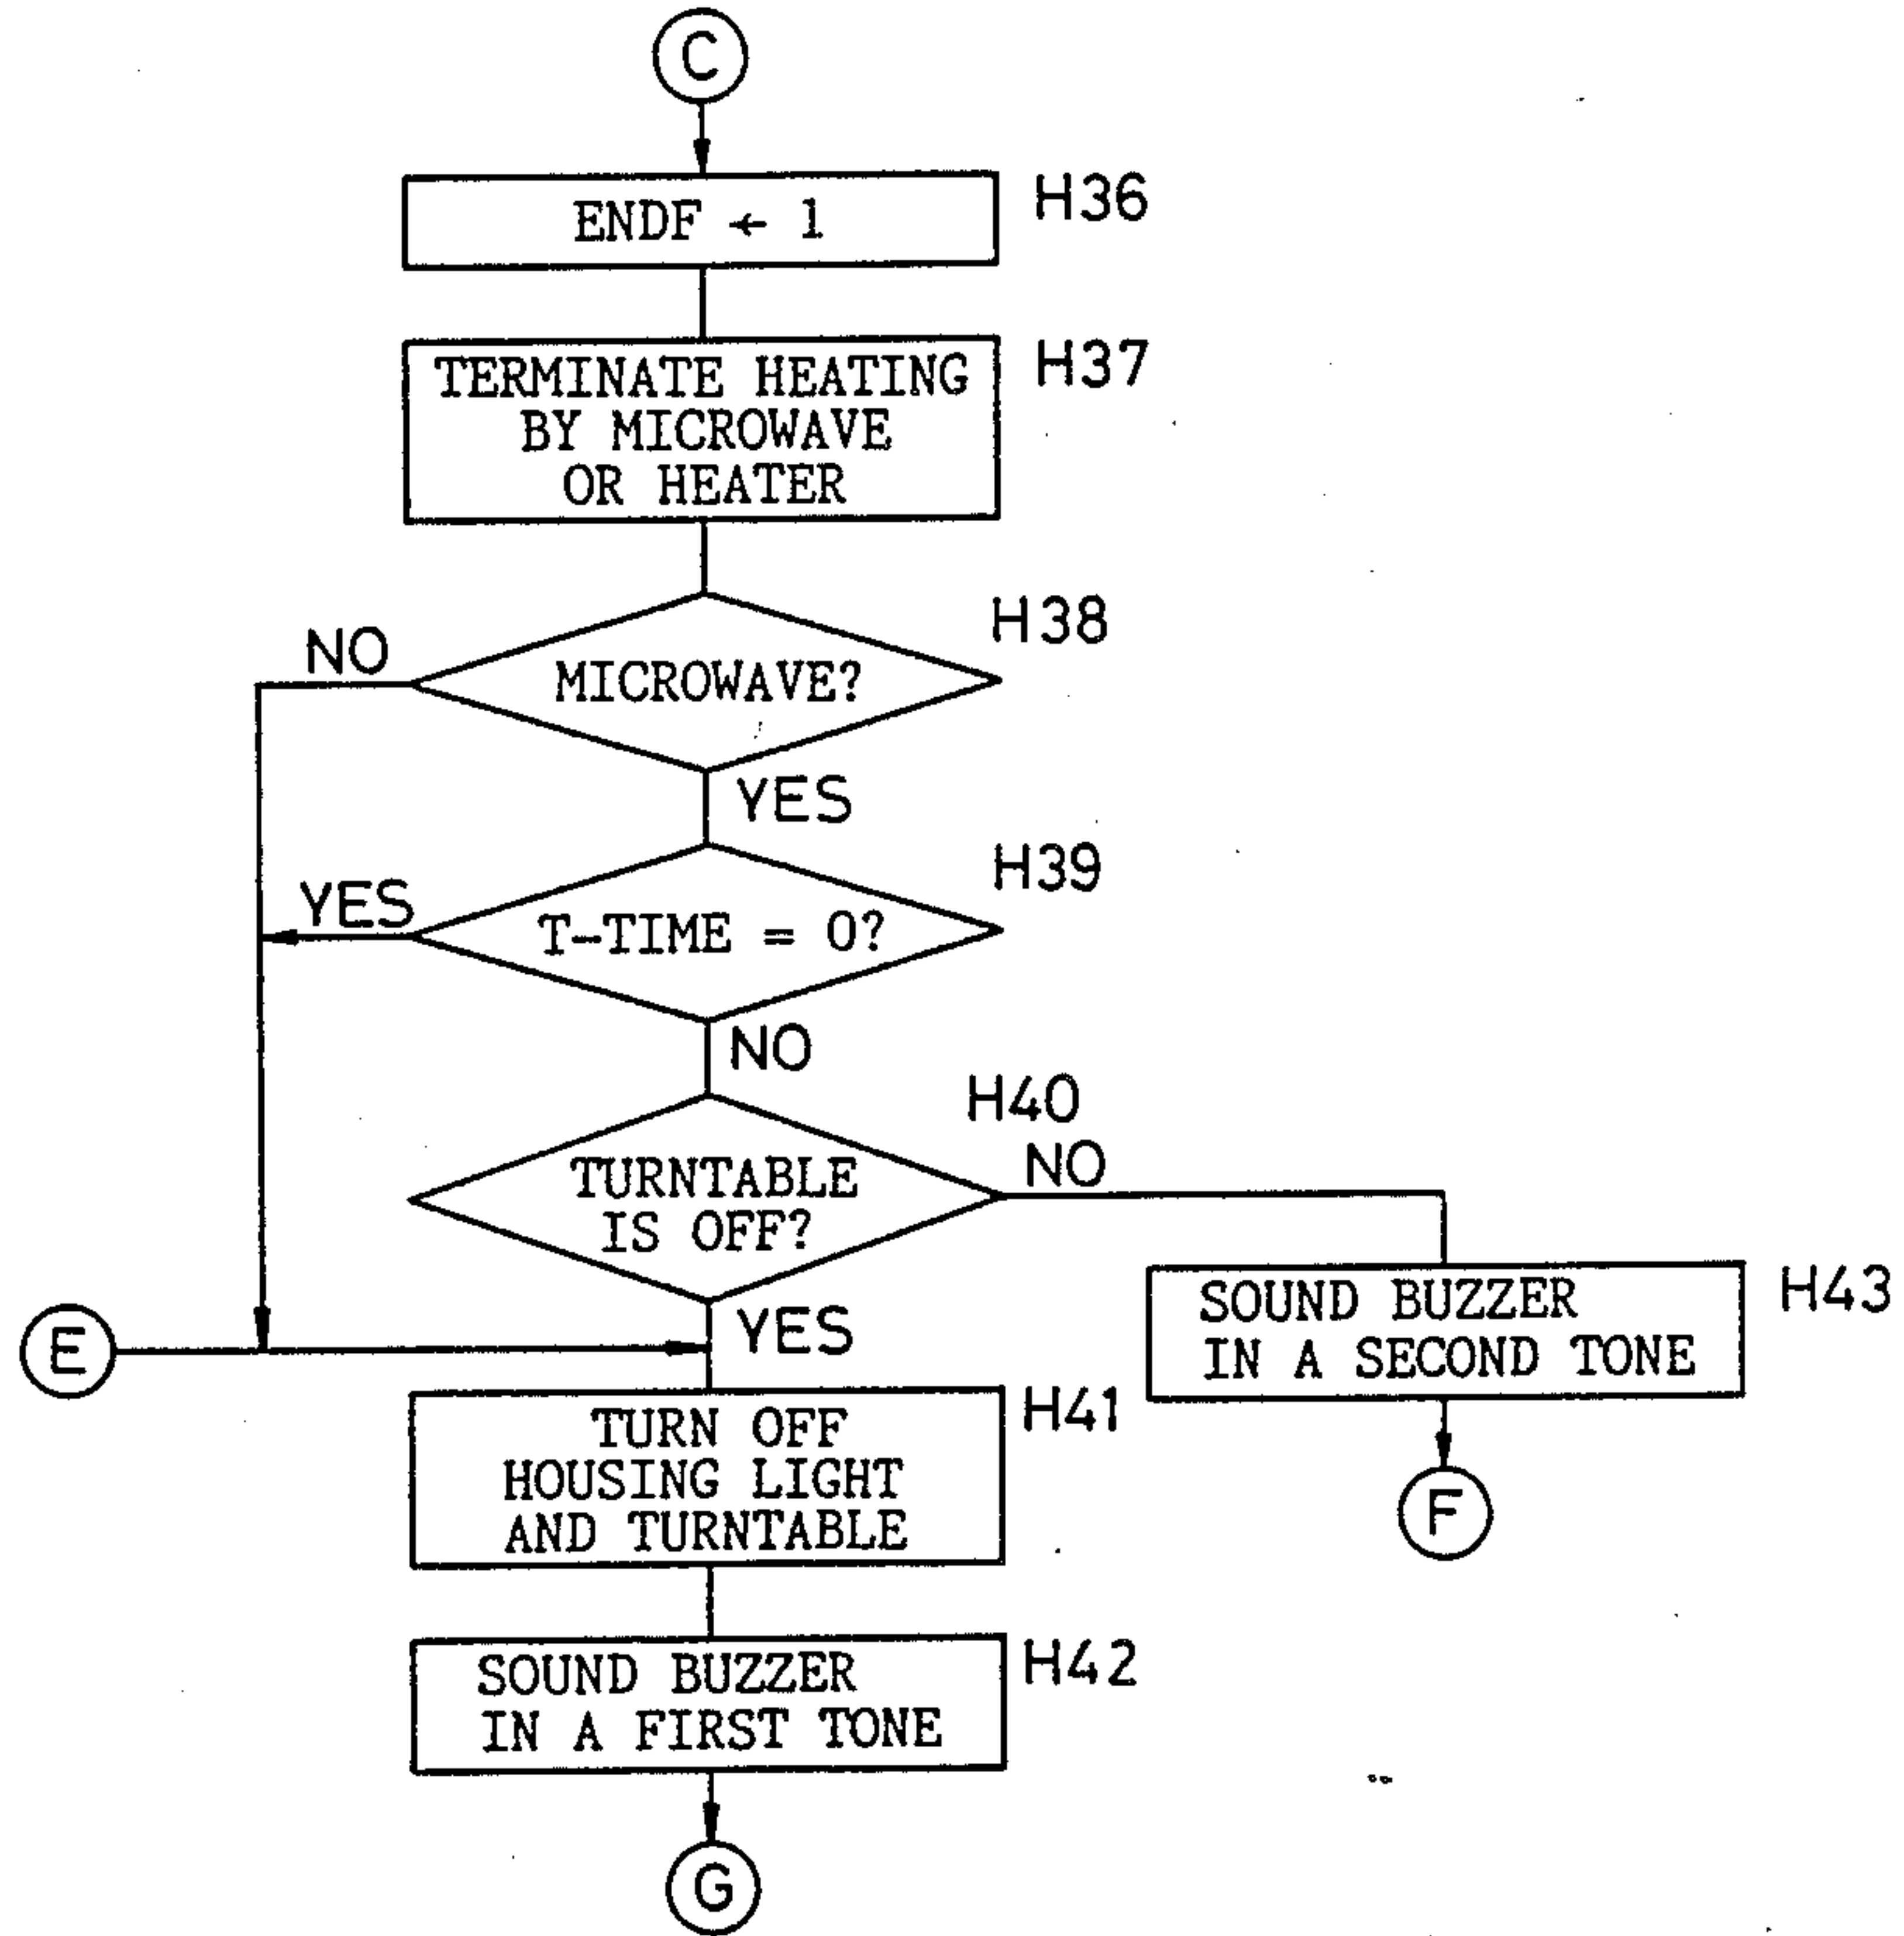 C
ENDF ← 1
H36
TERMINATE HEATING
BY MICROWAVE
OR HEATER
H37
H38
NO
MICROWAVE?
YES
H39
YES
T-TIME = 0?
NO
H40
NO
TURNTABLE
IS OFF?
YES
E
SOUND BUZZER
IN A SECOND TONE
H43
F
TURN OFF
HOUSING LIGHT
AND TURNTABLE
H41
SOUND BUZZER
IN A FIRST TONE
H42
G